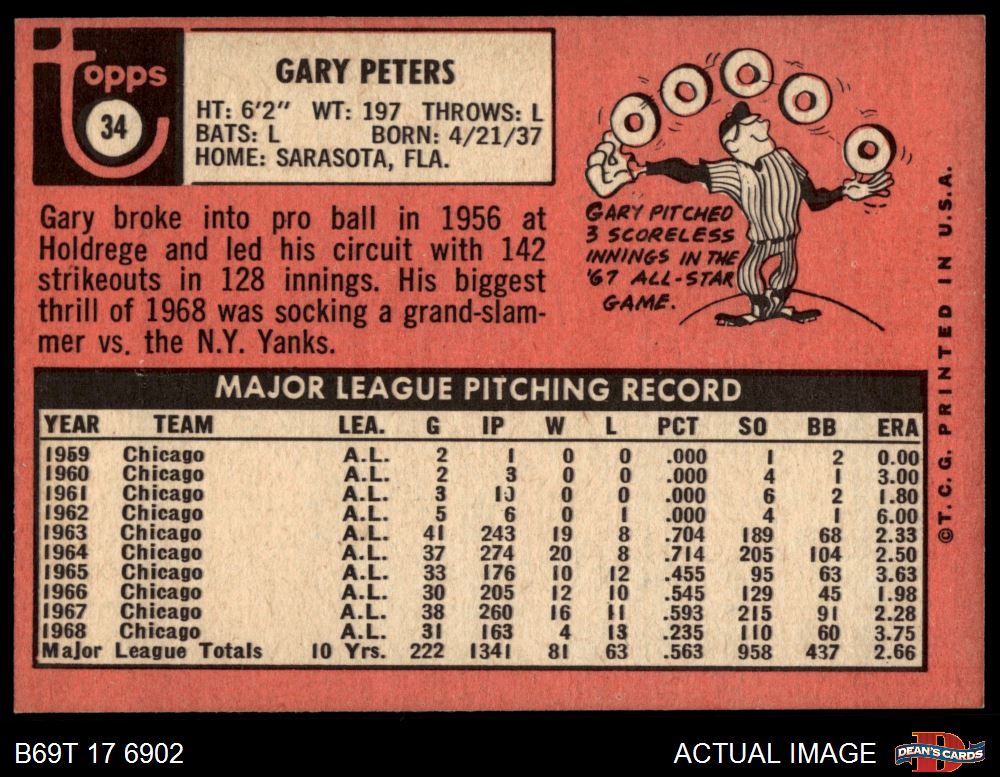 Topps
34
GARY PETERS
HT: 6'2" WT: 197 THROWS: L
BATS: L BORN: 4/21/37
HOME: SARASOTA, FLA.
Gary broke into pro ball in 1956 at
Holdrege and led his circuit with 142
strikeouts in 128 innings. His biggest
thrill of 1968 was socking a grand-slam-
mer vs. the N.Y. Yanks.
GARY PITCHED
3 SCORELESS
INNINGS IN THE
'67 ALL-STAR
GAME.
MAJOR LEAGUE PITCHING RECORD
YEAR TEAM LEA. G IP W L PCT SO BB ERA
1959 Chicago A.L. 2 1 0 0 .000 1 2 0.00
1960 Chicago A.L. 2 3 0 0 .000 4 1 3.00
1961 Chicago A.L. 3 10 0 0 .000 6 2 1.80
1962 Chicago A.L. 5 6 0 1 .000 4 1 6.00
1963 Chicago A.L. 41 243 19 8 .704 189 68 2.33
1964 Chicago A.L. 37 274 20 8 .714 205 104 2.50
1965 Chicago A.L. 33 176 10 12 .455 95 63 3.63
1966 Chicago A.L. 30 205 12 10 .545 129 45 1.98
1967 Chicago A.L. 38 260 16 11 .593 215 91 2.28
1968 Chicago A.L. 31 163 4 13 .235 110 60 3.75
Major League Totals 10 Yrs. 222 1341 81 63 .563 958 437 2.66
©T.C.G. PRINTED IN U.S.A.
B69T 17 6902
ACTUAL IMAGE
D
DEAN'S CARDS